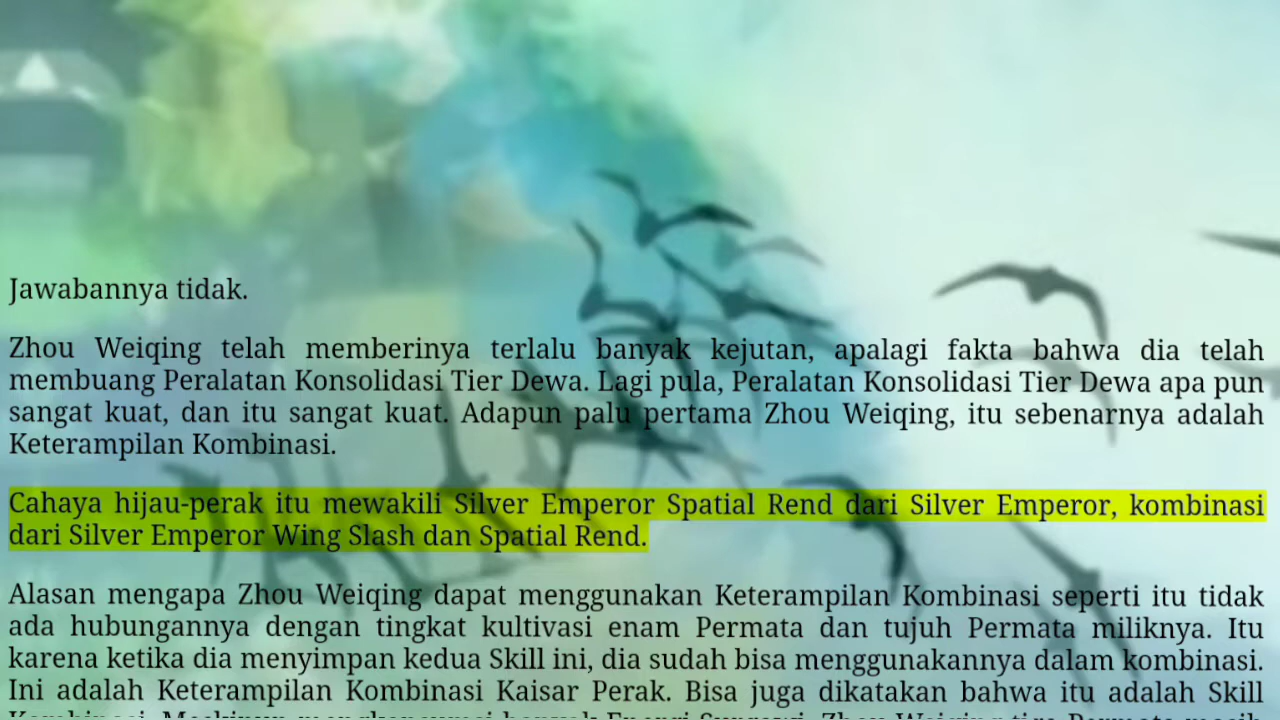 Jawabannya tidak.
Zhou Weiqing telah memberinya terlalu banyak kejutan, apalagi fakta bahwa dia telah
membuang Peralatan Konsolidasi Tier Dewa. Lagi pula, Peralatan Konsolidasi Tier Dewa apa pun
sangat kuat, dan itu sangat kuat. Adapun palu pertama Zhou Weiqing, itu sebenarnya adalah
Keterampilan Kombinasi.
Cahaya hijau-perak itu mewakili Silver Emperor Spatial Rend dari Silver Emperor, kombinasi
dari Silver Emperor Wing Slash dan Spatial Rend.
Alasan mengapa Zhou Weiqing dapat menggunakan Keterampilan Kombinasi seperti itu tidak
ada hubungannya dengan tingkat kultivasi enam Permata dan tujuh Permata miliknya. Itu
karena ketika dia menyimpan kedua Skill ini, dia sudah bisa menggunakannya dalam kombinasi.
Ini adalah Keterampilan Kombinasi Kaisar Perak. Bisa juga dikatakan bahwa itu adalah Skill